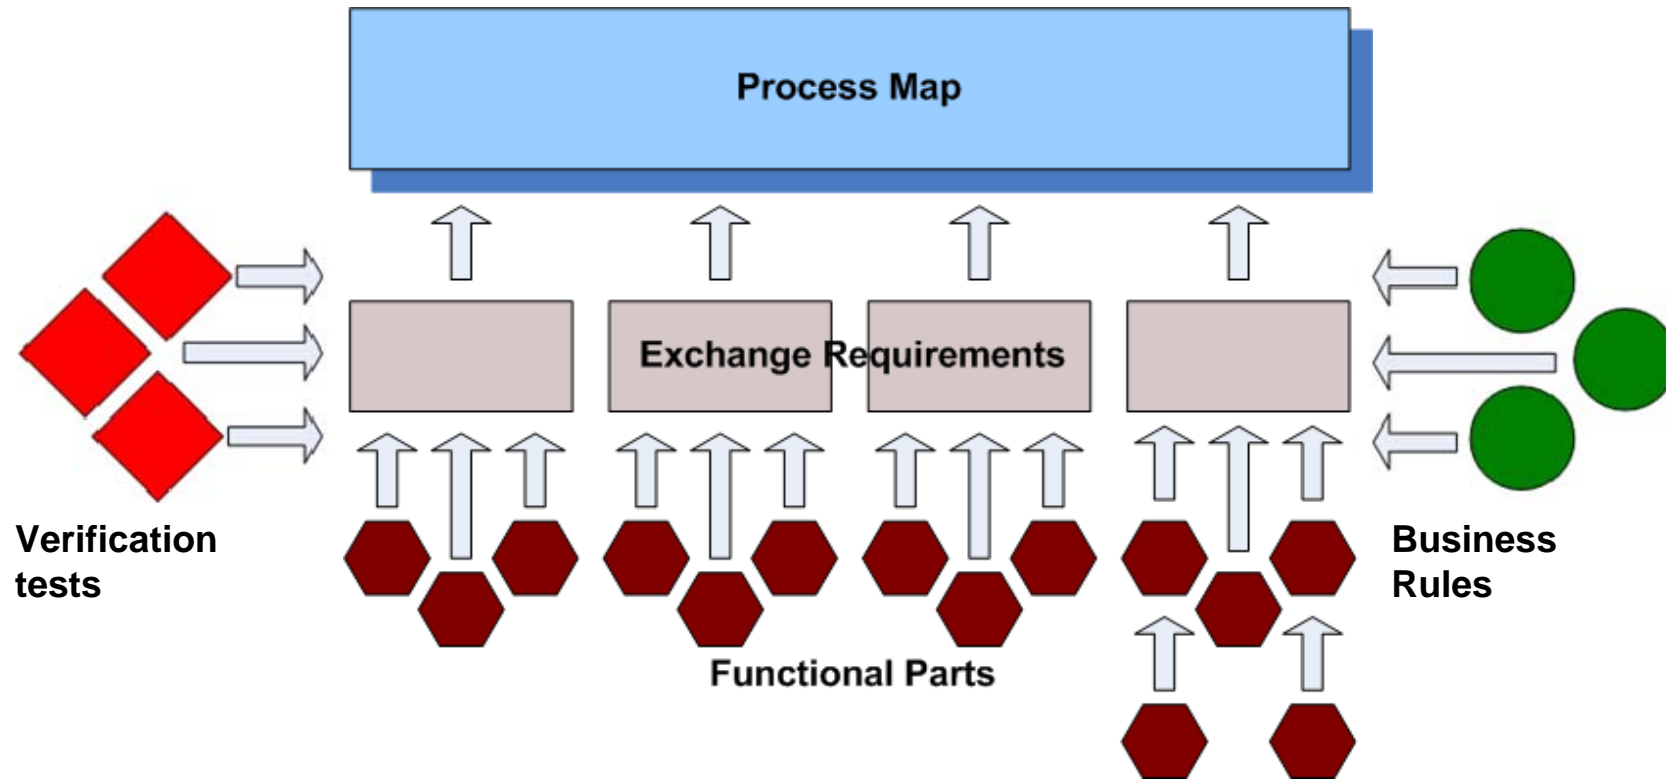 Process Map
Exchange Requirements
Verification
tests
Business
Rules
Functional Parts